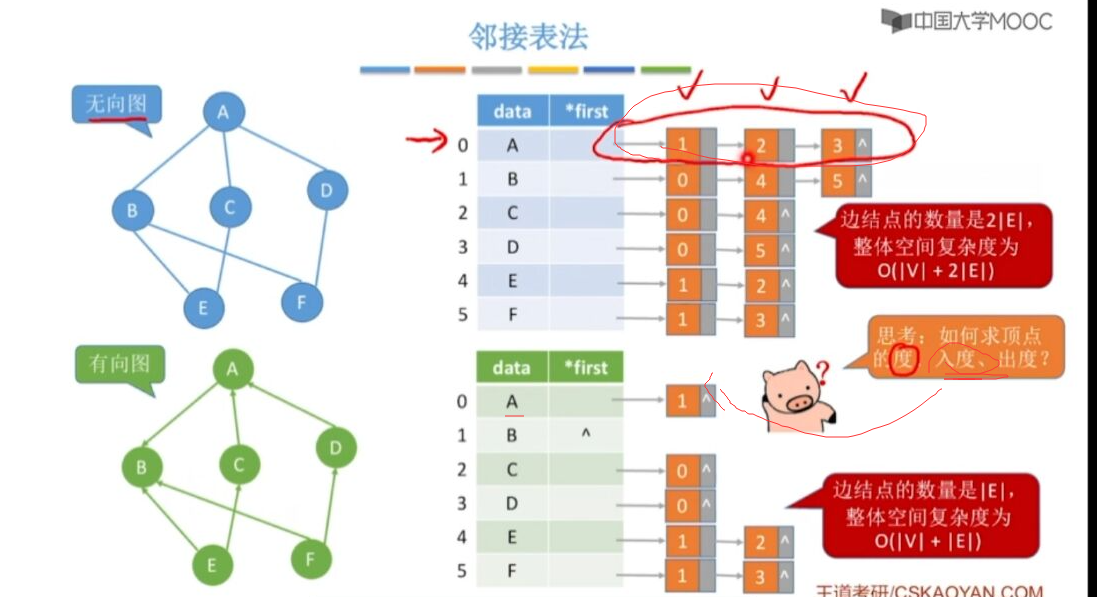 中国大学MOOC
邻接表法
无向图
A
B
C
D
E
F
data *first
0 A 1 2 3 ^
1 B 0 4 5 ^
2 C 0 4 ^
3 D 0 5 ^
4 E 1 2 ^
5 F 1 3 ^
边结点的数量是2|E|,
整体空间复杂度为
O(|V| + 2|E|)
思考:如何求顶点
的度、入度、出度?
?
有向图
A
B
C
D
E
F
data *first
0 A 1 ^
1 B ^
2 C 0 ^
3 D 0 ^
4 E 1 2 ^
5 F 1 3 ^
边结点的数量是|E|,
整体空间复杂度为
O(|V| + |E|)
王道考研/CSKAOYAN.COM